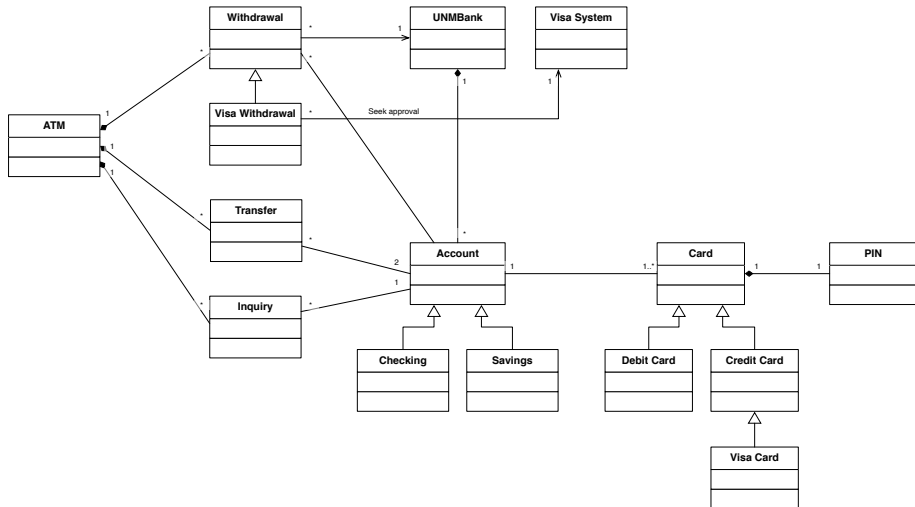 Withdrawal
UNMBank
Visa System
*
*
1
*
1
1
Visa Withdrawal
*
Seek approval
1
ATM
1
1
Transfer
*
*
2
*
Account
1
1..*
Card
1
1
PIN
1
*
Inquiry
*
1
Checking
Savings
Debit Card
Credit Card
Visa Card